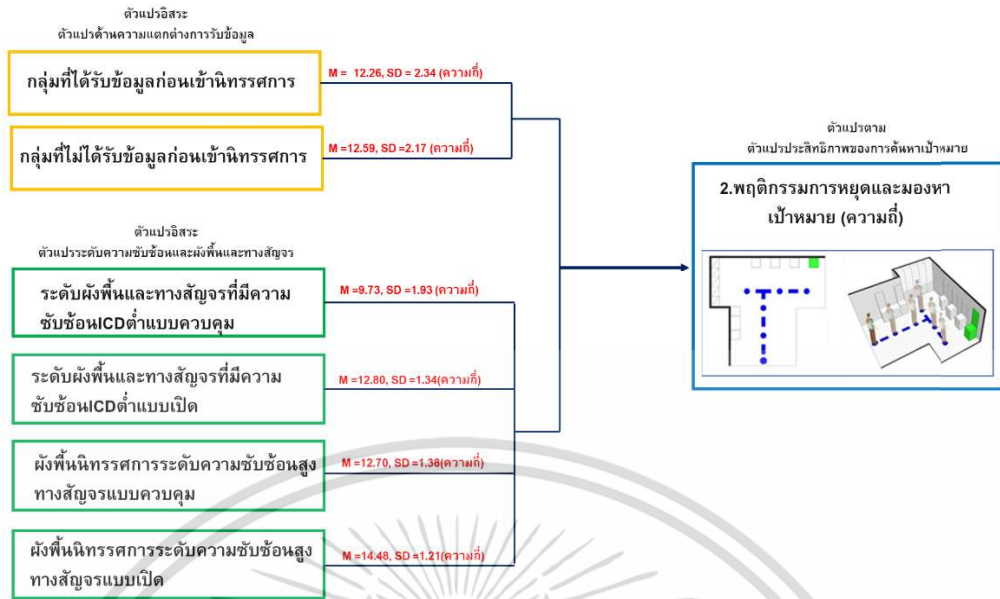 ตัวแปรอิสระ
ตัวแปรด้านความแตกต่างการรับข้อมูล
กลุ่มที่ได้รับข้อมูลก่อนเข้านิทรรศการ
M = 12.26, SD = 2.34 (ความถี่)
กลุ่มที่ไม่ได้รับข้อมูลก่อนเข้านิทรรศการ
M =12.59, SD =2.17 (ความถี่)
ตัวแปรอิสระ
ตัวแปรระดับความซับซ้อนและผังพื้นและทางสัญจร
ระดับผังพื้นและทางสัญจรที่มีความ
ซับซ้อนICDต่ำแบบควบคุม
M =9.73, SD =1.93 (ความถี่)
ระดับผังพื้นและทางสัญจรที่มีความ
ซับซ้อนICDต่ำแบบเปิด
M =12.80, SD =1.34(ความถี่)
ผังพื้นนิทรรศการระดับความซับซ้อนสูง
ทางสัญจรแบบควบคุม
M =12.70, SD =1.38(ความถี่)
ผังพื้นนิทรรศการระดับความซับซ้อนสูง
ทางสัญจรแบบเปิด
M =14.48, SD =1.21(ความถี่)
ตัวแปรตาม
ตัวแปรประสิทธิภาพของการค้นหาเป้าหมาย
2.พฤติกรรมการหยุดและมองหา
เป้าหมาย (ความถี่)